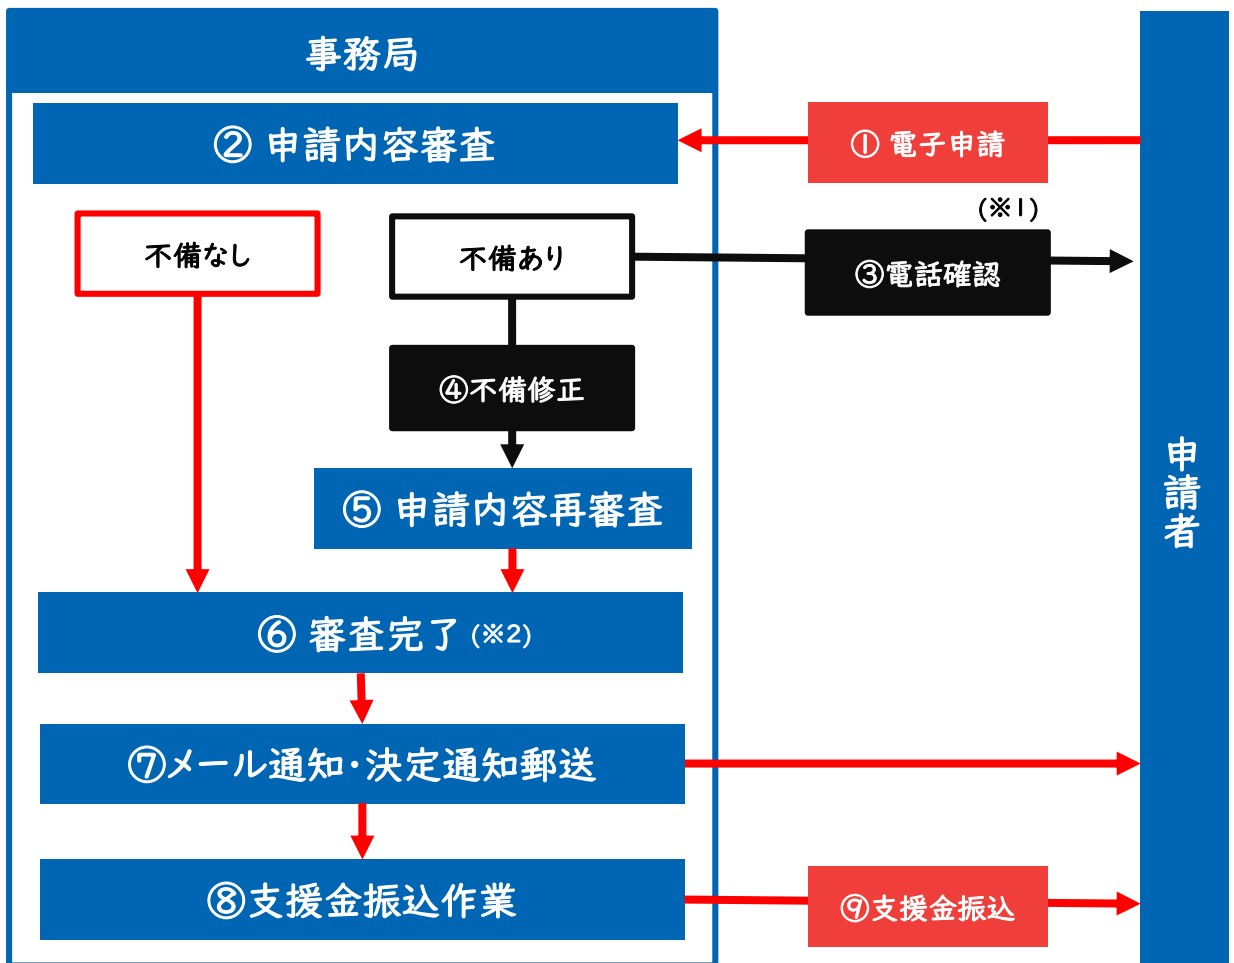 事務局
② 申請内容審査
① 電子申請
(※1)
不備なし
不備あり
③電話確認
④不備修正
⑤ 申請内容再審査
申請者
⑥ 審査完了 (※2)
⑦メール通知・決定通知郵送
⑧支援金振込作業
⑨支援金振込